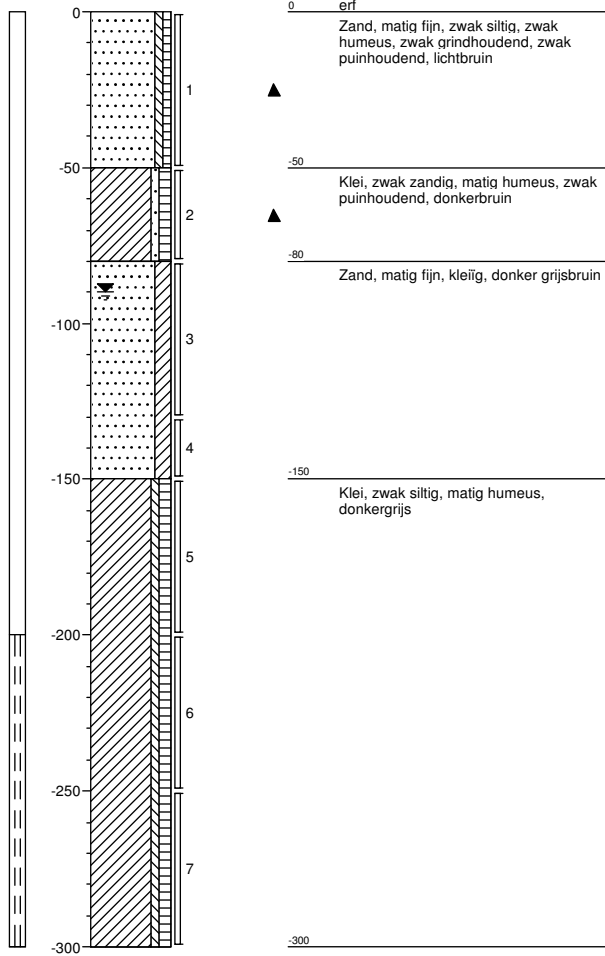 0
-50
-100
-150
-200
-250
-300
1
2
3
4
5
6
7
0
erf
Zand, matig fijn, zwak siltig, zwak
humeus, zwak grindhoudend, zwak
puinhoudend, lichtbruin
-50
Klei, zwak zandig, matig humeus, zwak
puinhoudend, donkerbruin
-80
Zand, matig fijn, kleiïg, donker grijsbruin
-150
Klei, zwak siltig, matig humeus,
donkergrijs
-300